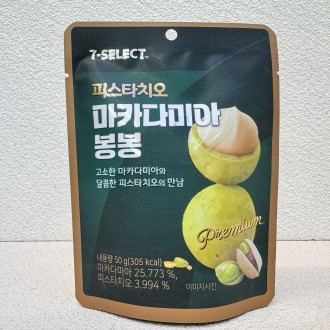 7-SELECT™
피스타치오
마카다미아
봉봉
고소한 마카다미아와
달콤한 피스타치오의 만남
Premium
내용량 50 g(305 kcal)
마카다미아 25.773 %,
피스타치오 3.994 %
이미지사진